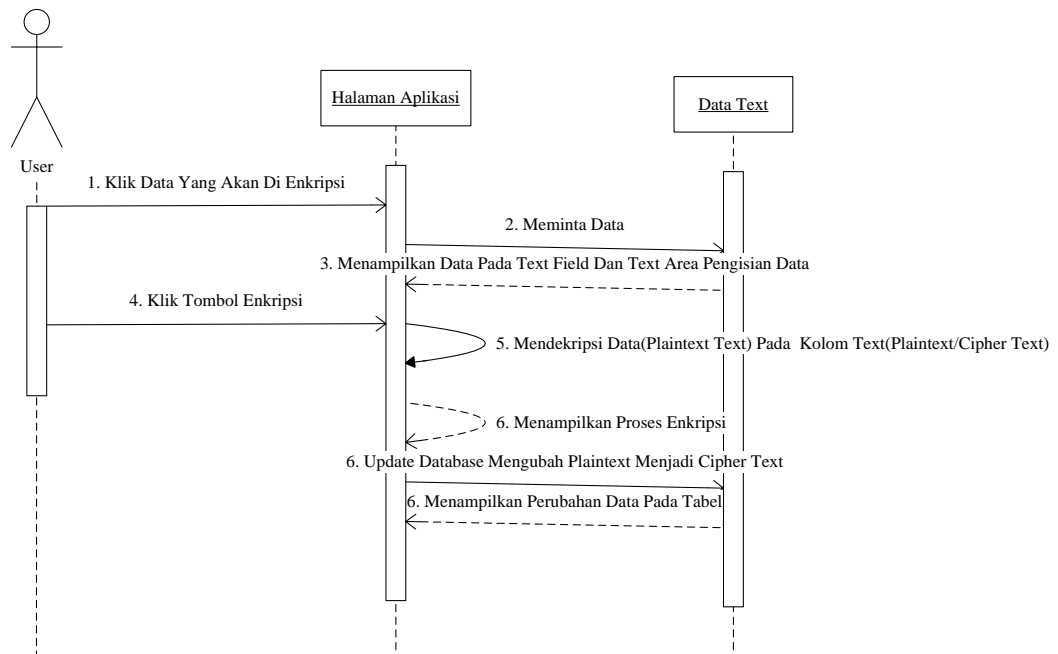 Halaman Aplikasi
Data Text
User
1. Klik Data Yang Akan Di Enkripsi
2. Meminta Data
3. Menampilkan Data Pada Text Field Dan Text Area Pengisian Data
4. Klik Tombol Enkripsi
5. Mendekripsi Data(Plaintext Text) Pada Kolom Text(Plaintext/Cipher Text)
6. Menampilkan Proses Enkripsi
6. Update Database Mengubah Plaintext Menjadi Cipher Text
6. Menampilkan Perubahan Data Pada Tabel